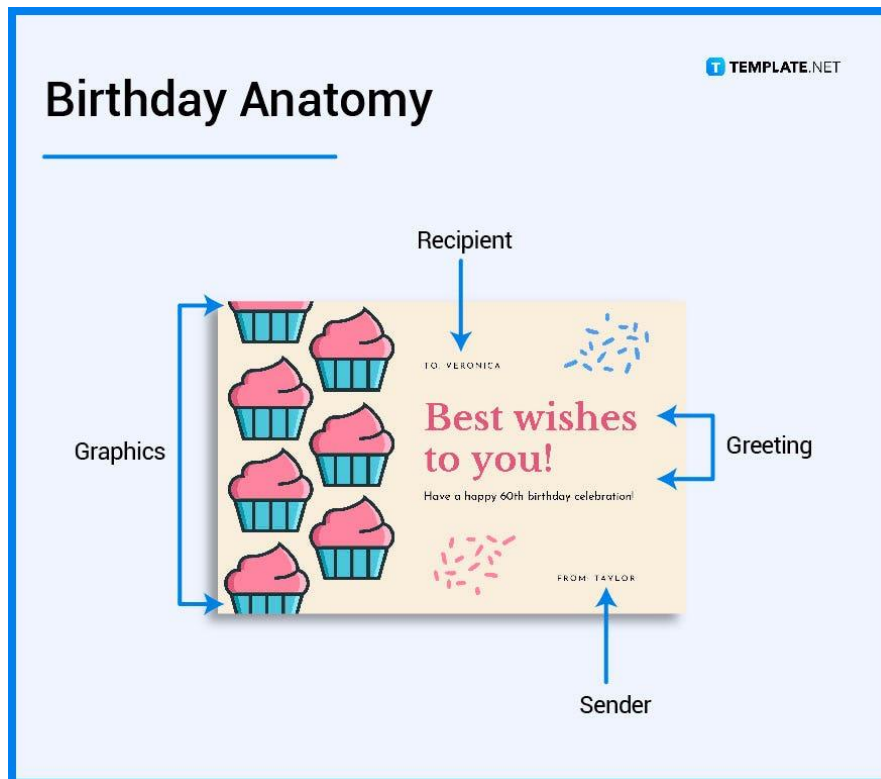 T TEMPLATE.NET
Birthday Anatomy
Recipient
TO: VERONICA
Best wishes
to you!
Have a happy 60th birthday celebration!
FROM: TAYLOR
Graphics
Greeting
Sender